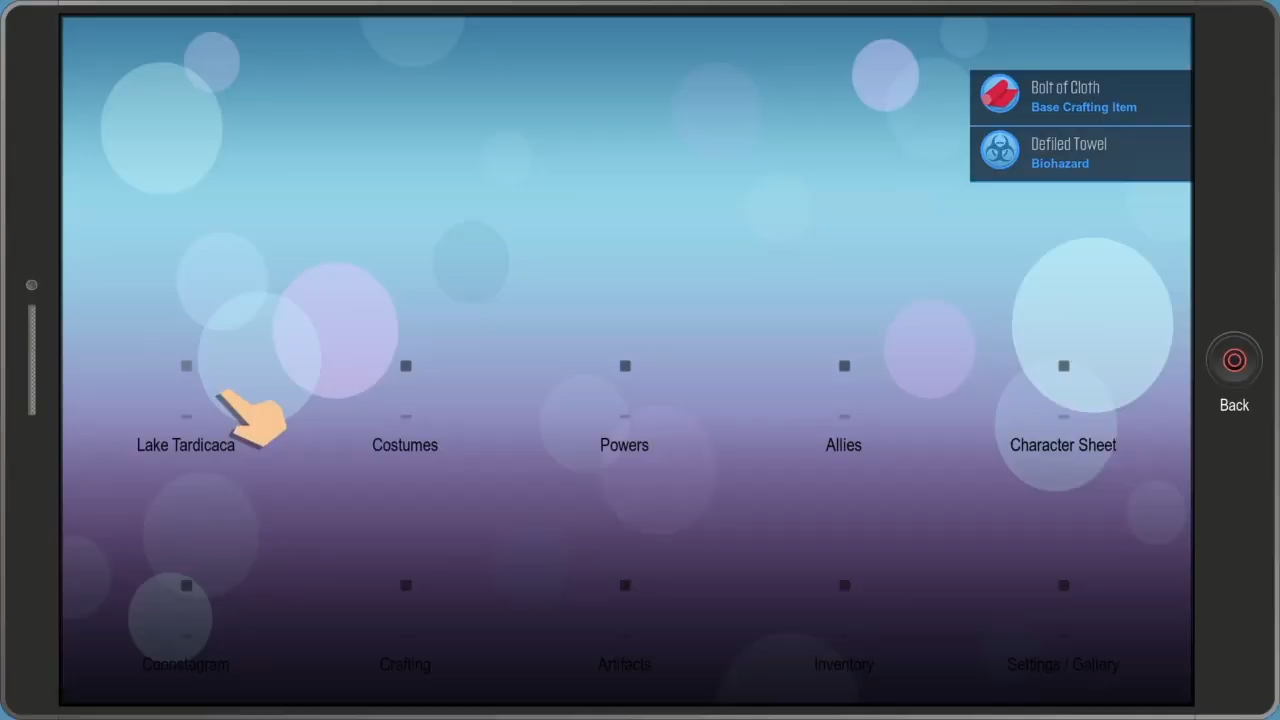 Bolt of Cloth
Base Crafting Item
Defiled Towel
Biohazard
Back
Lake Tardicaca
Costumes
Powers
Allies
Character Sheet
Coonstagram
Crafting
Artifacts
Inventory
Settings / Gallery